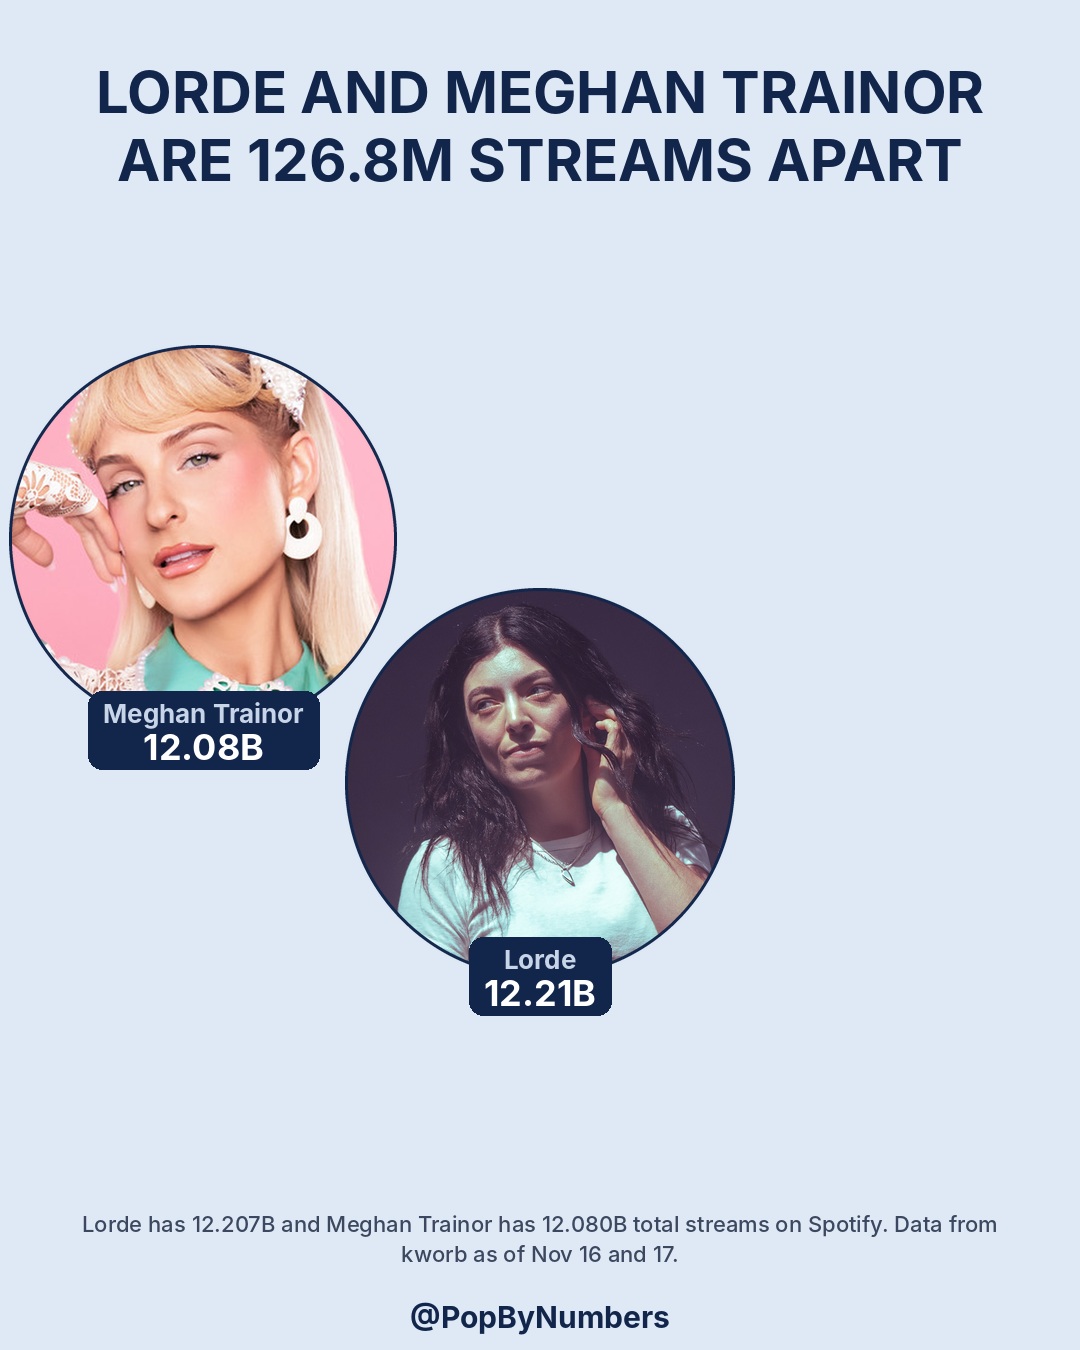 LORDE AND MEGHAN TRAINOR
ARE 126.8M STREAMS APART
Meghan Trainor
12.08B
Lorde
12.21B
Lorde has 12.207B and Meghan Trainor has 12.080B total streams on Spotify. Data from
kworb as of Nov 16 and 17.
@PopByNumbers